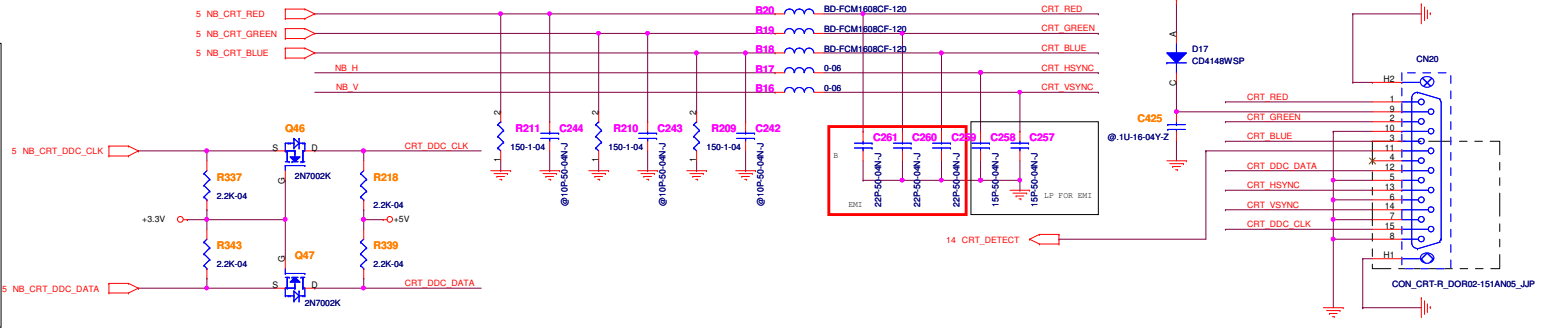 5 NB_CRT_RED
B20
BD-FCM1608CF-120
CRT_RED
5 NB_CRT_GREEN
B19
BD-FCM1608CF-120
CRT_GREEN
5 NB_CRT_BLUE
B18
BD-FCM1608CF-120
CRT_BLUE
NB_H
B17
0-06
CRT_HSYNC
NB_V
B16
0-06
CRT_VSYNC
2
R211
150-1-04
1
C244
@10P-50-04N-J
2
R210
150-1-04
1
C243
@10P-50-04N-J
2
R209
150-1-04
1
C242
@10P-50-04N-J
B
C261
22P-50-04N-J
C260
22P-50-04N-J
C259
22P-50-04N-J
EMI
C258
15P-50-04N-J
C257
15P-50-04N-J
LP FOR EMI
A
D17
CD4148WSP
C
C425
@.1U-16-04Y-Z
14 CRT_DETECT
Q46
5 NB_CRT_DDC_CLK
S
D
G
2N7002K
CRT_DDC_CLK
R337
2.2K-04
R218
2.2K-04
+3.3V
+5V
R343
2.2K-04
R339
2.2K-04
Q47
G
5 NB_CRT_DDC_DATA
S
D
2N7002K
CRT_DDC_DATA
CN20
H2
CRT_RED
1
9
CRT_GREEN
2
10
CRT_BLUE
3
11
4
CRT_DDC_DATA
12
5
CRT_HSYNC
13
6
CRT_VSYNC
14
7
CRT_DDC_CLK
15
8
H1
CON_CRT-R_DOR02-151AN05_JJP